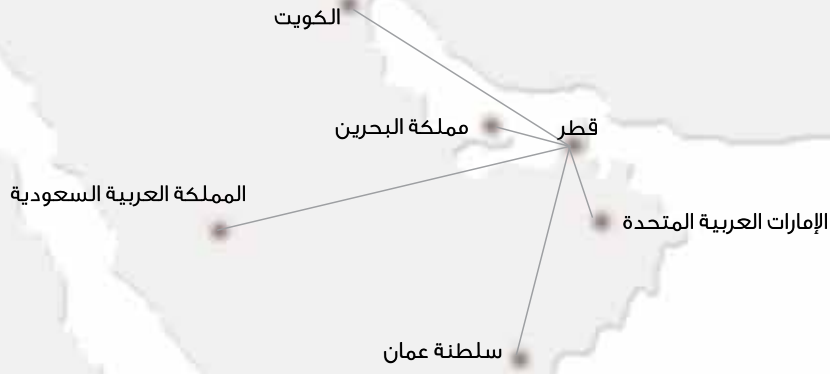 الكويت
قطر
مملكة البحرين
المملكة العربية السعودية
الإمارات العربية المتحدة
سلطنة عمان